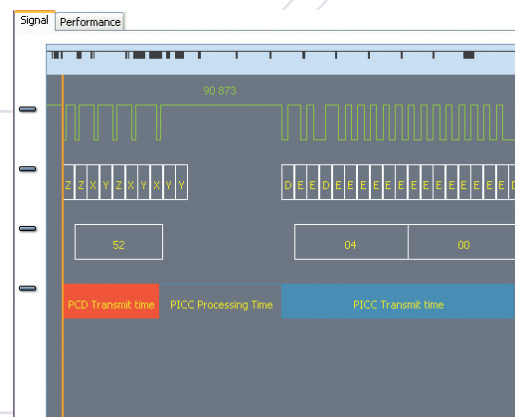 Signal Performance
90 873
Z Z X Y Z X Y X Y Y D E E D E E E E E E E E E E E E E D
52 04 00
PCD Transmit time PICC Processing Time PICC Transmit time